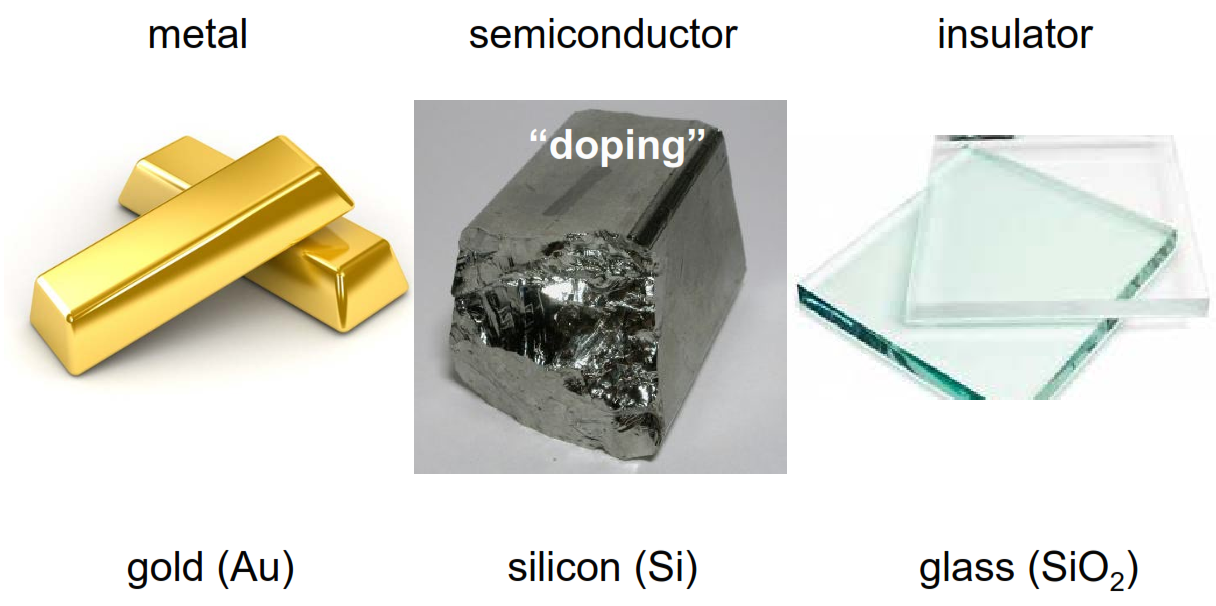 metal
semiconductor
insulator
“doping”
gold (Au)
silicon (Si)
glass (SiO₂)